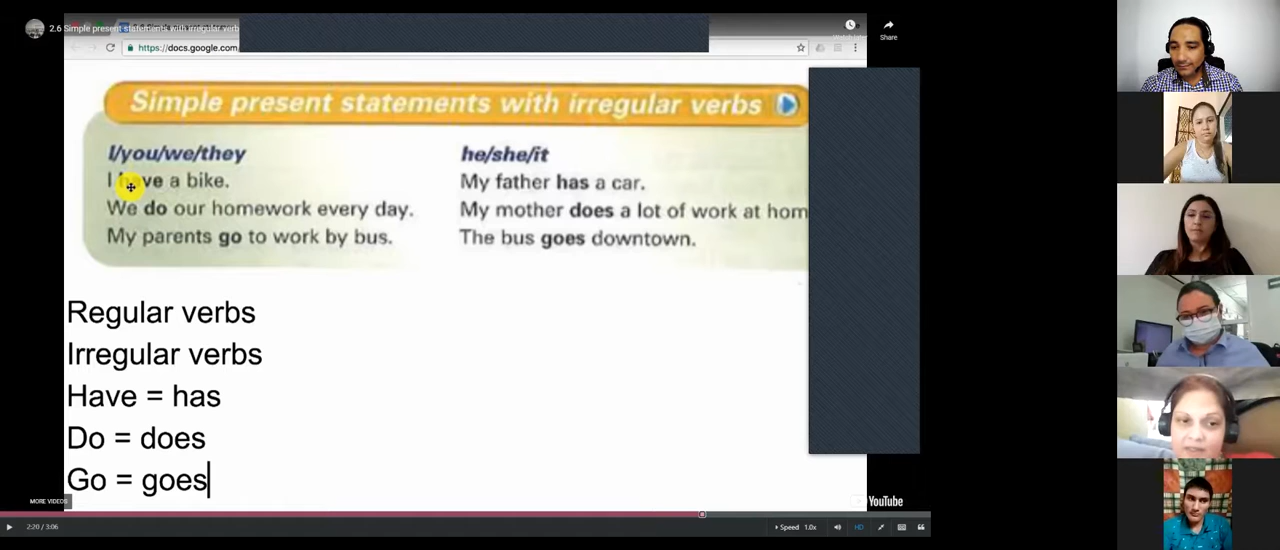 2.6 Simple present statements with irregular verb
Share
https://docs.google.com
Simple present statements with irregular verbs
I/you/we/they
he/she/it
I have a bike.
My father has a car.
We do our homework every day.
My mother does a lot of work at hom
My parents go to work by bus.
The bus goes downtown.
Regular verbs
Irregular verbs
Have = has
Do = does
Go = goes
MORE VIDEOS
YouTube
2:20 / 3:06
Speed 1.0x
HD